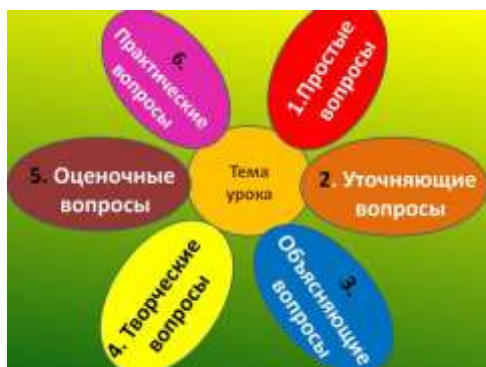 Тема
урока
1.Простые
вопросы
2. Уточняющие
вопросы
3.
Объясняющие
вопросы
4. Творческие
вопросы
5. Оценочные
вопросы
6.
Практические
вопросы